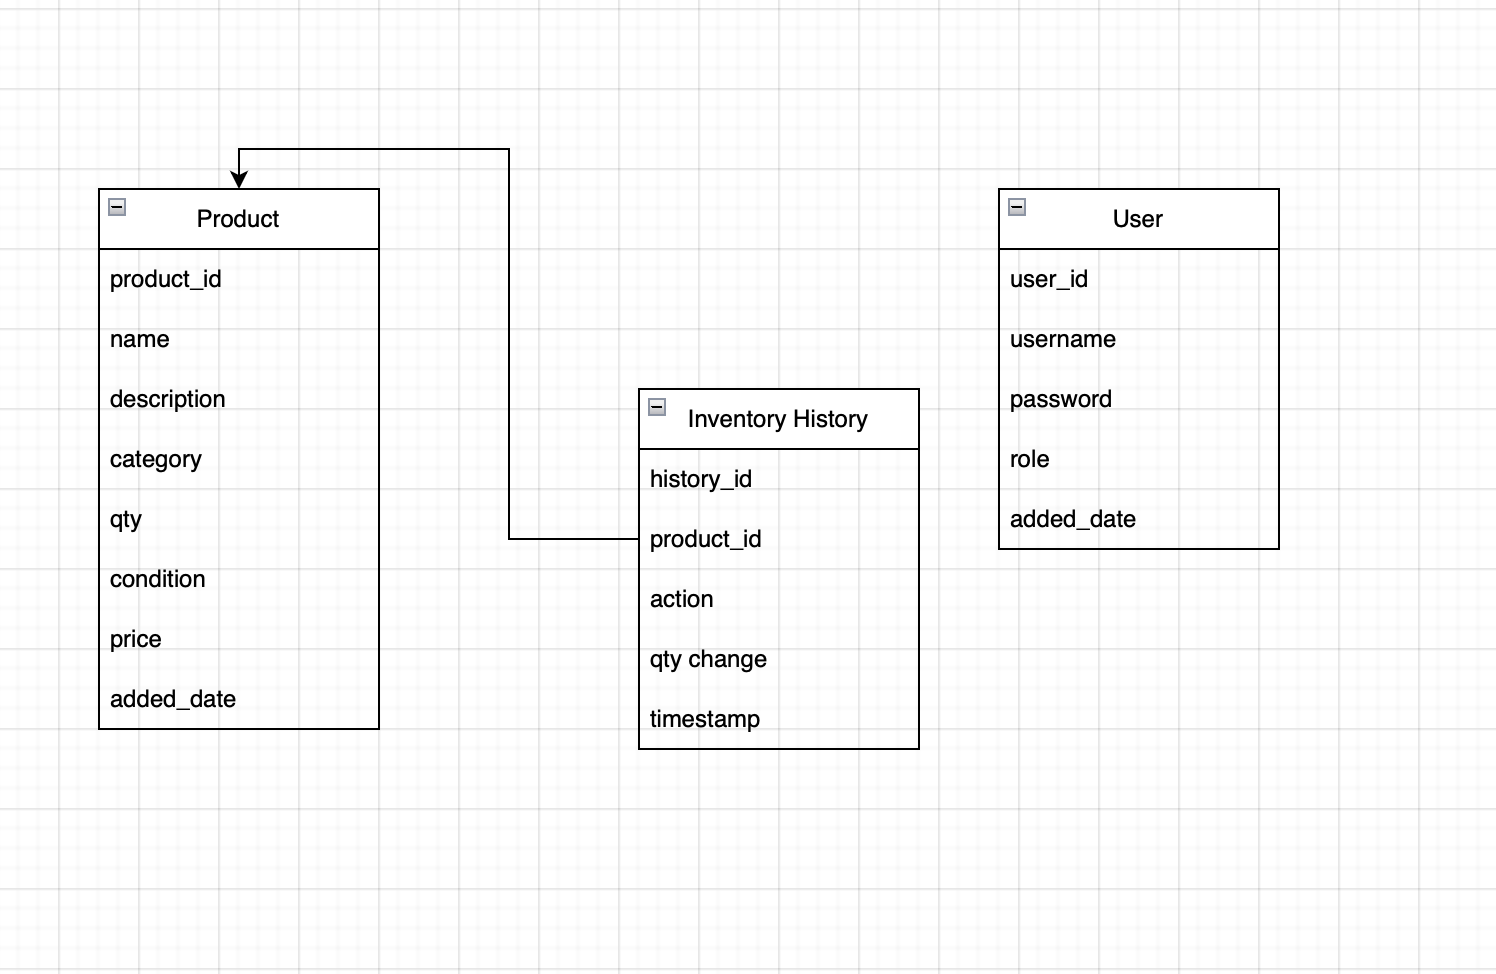 Product
product_id
name
description
category
qty
condition
price
added_date
Inventory History
history_id
product_id
action
qty change
timestamp
User
user_id
username
password
role
added_date